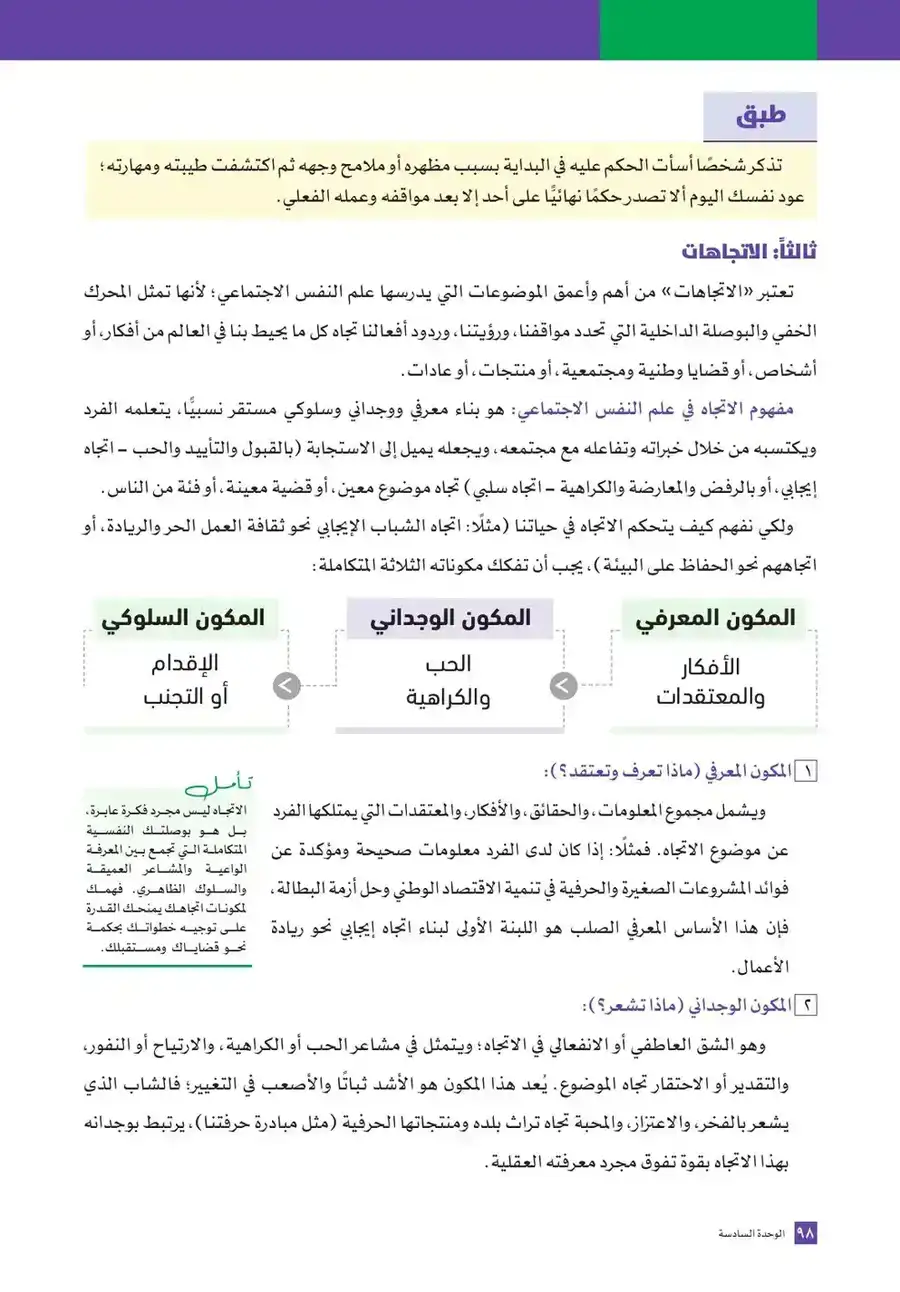 طبق
تذكر شخصًا أسأت الحكم عليه في البداية بسبب مظهره أو ملامح وجهه ثم اكتشفت طيبته ومهارته؛
عود نفسك اليوم ألا تصدر حكمًا نهائيًّا على أحد إلا بعد مواقفه وعمله الفعلي.
ثالثاً: الاتجاهات
تعتبر «الاتجاهات» من أهم وأعمق الموضوعات التي يدرسها علم النفس الاجتماعي؛ لأنها تمثل المحرك
الخفي والبوصلة الداخلية التي تحدد مواقفنا، ورؤيتنا، وردود أفعالنا تجاه كل ما يحيط بنا في العالم من أفكار، أو
أشخاص، أو قضايا وطنية ومجتمعية، أو منتجات، أو عادات.
مفهوم الاتجاه في علم النفس الاجتماعي: هو بناء معرفي ووجداني وسلوكي مستقر نسبيًّا، يتعلمه الفرد
ويكتسبه من خلال خبراته وتفاعله مع مجتمعه، ويجعله يميل إلى الاستجابة (بالقبول والتأييد والحب – اتجاه
إيجابي، أو بالرفض والمعارضة والكراهية – اتجاه سلبي) تجاه موضوع معين، أو قضية معينة، أو فئة من الناس.
ولكي نفهم كيف يتحكم الاتجاه في حياتنا (مثلًا: اتجاه الشباب الإيجابي نحو ثقافة العمل الحر والريادة، أو
اتجاههم نحو الحفاظ على البيئة)، يجب أن تفكك مكوناته الثلاثة المتكاملة:
المكون المعرفي
الأفكار
والمعتقدات
المكون الوجداني
الحب
والكراهية
المكون السلوكي
الإقدام
أو التجنب
١ المكون المعرفي (ماذا تعرف وتعتقد؟):
ويشمل مجموع المعلومات، والحقائق، والأفكار، والمعتقدات التي يمتلكها الفرد
عن موضوع الاتجاه. فمثلًا: إذا كان لدى الفرد معلومات صحيحة ومؤكدة عن
فوائد المشروعات الصغيرة والحرفية في تنمية الاقتصاد الوطني وحل أزمة البطالة،
فإن هذا الأساس المعرفي الصلب هو اللبنة الأولى لبناء اتجاه إيجابي نحو ريادة
الأعمال.
تأمل
الاتجاه ليس مجرد فكرة عابرة،
بل هو بوصلتك النفسية
المتكاملة التي تجمع بين المعرفة
الواعية والمشاعر العميقة
والسلوك الظاهري. فهمك
لمكونات اتجاهك يمنحك القدرة
على توجيه خطواتك بحكمة
نحو قضاياك ومستقبلك.
٢ المكون الوجداني (ماذا تشعر؟):
وهو الشق العاطفي أو الانفعالي في الاتجاه؛ ويتمثل في مشاعر الحب أو الكراهية، والارتياح أو النفور،
والتقدير أو الاحتقار تجاه الموضوع. يُعد هذا المكون هو الأشد ثباتًا والأصعب في التغيير؛ فالشاب الذي
يشعر بالفخر، والاعتزاز، والمحبة تجاه تراث بلده ومنتجاتها الحرفية (مثل مبادرة حرفتنا)، يرتبط بوجدانه
بهذا الاتجاه بقوة تفوق مجرد معرفته العقلية.
٩٨ الوحدة السادسة